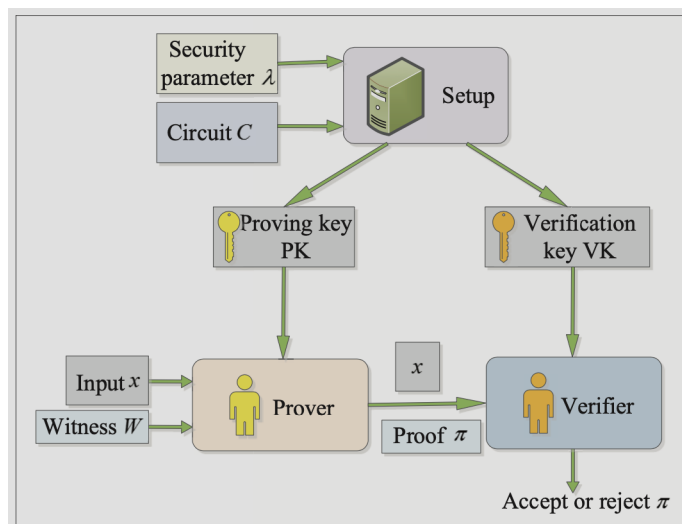 Security
parameter λ
Setup
Circuit C
Proving key
PK
Verification
key VK
Input x
Witness W
Prover
x
Proof π
Verifier
Accept or reject π